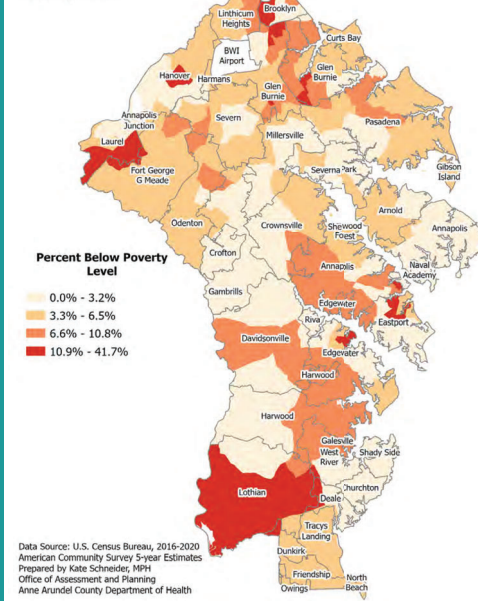 Brooklyn
Linthicum
Heights
Curtis Bay
BWI
Airport
Glen
Burnie
Hanover
Harmans
Glen
Burnie
Annapolis
Junction
Severn
Pasadena
Laurel
Millersville
Fort George
G Meade
Severna Park
Gibson
Island
Arnold
Odenton
Crownsville
Sherwood
Forest
Annapolis
Crofton
Annapolis
Naval
Academy
Percent Below Poverty
Level
0.0% - 3.2%
3.3% - 6.5%
6.6% - 10.8%
10.9% - 41.7%
Gambrills
Edgewater
Riva
Eastport
Davidsonville
Edgewater
Harwood
Harwood
Galesville
West
River
Shady Side
Lothian
Churchton
Deale
Tracys
Landing
Dunkirk
Friendship
North
Beach
Owings
Data Source: U.S. Census Bureau, 2016-2020
American Community Survey 5-year Estimates
Prepared by Kate Schneider, MPH
Office of Assessment and Planning
Anne Arundel County Department of Health